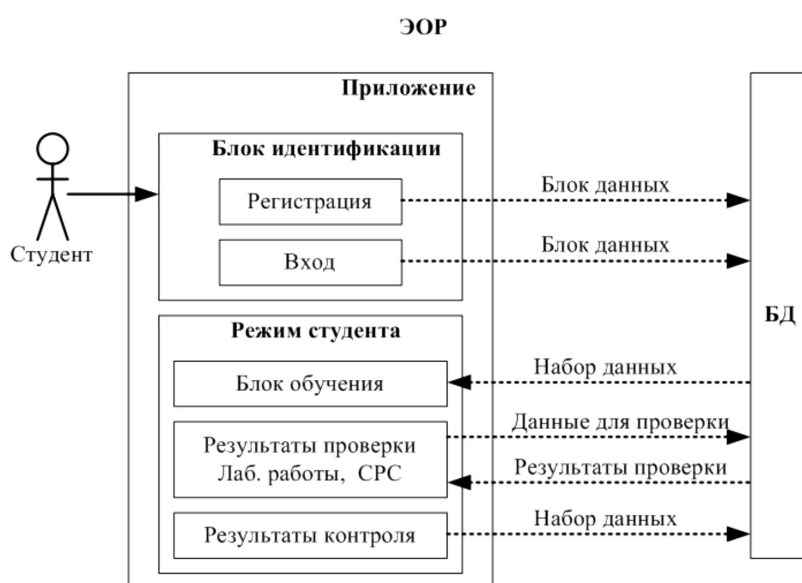 ЭОР
Приложение
Блок идентификации
Регистрация
Блок данных
Вход
Блок данных
Студент
БД
Режим студента
Блок обучения
Набор данных
Данные для проверки
Результаты проверки
Лаб. работы, СРС
Результаты проверки
Результаты контроля
Набор данных